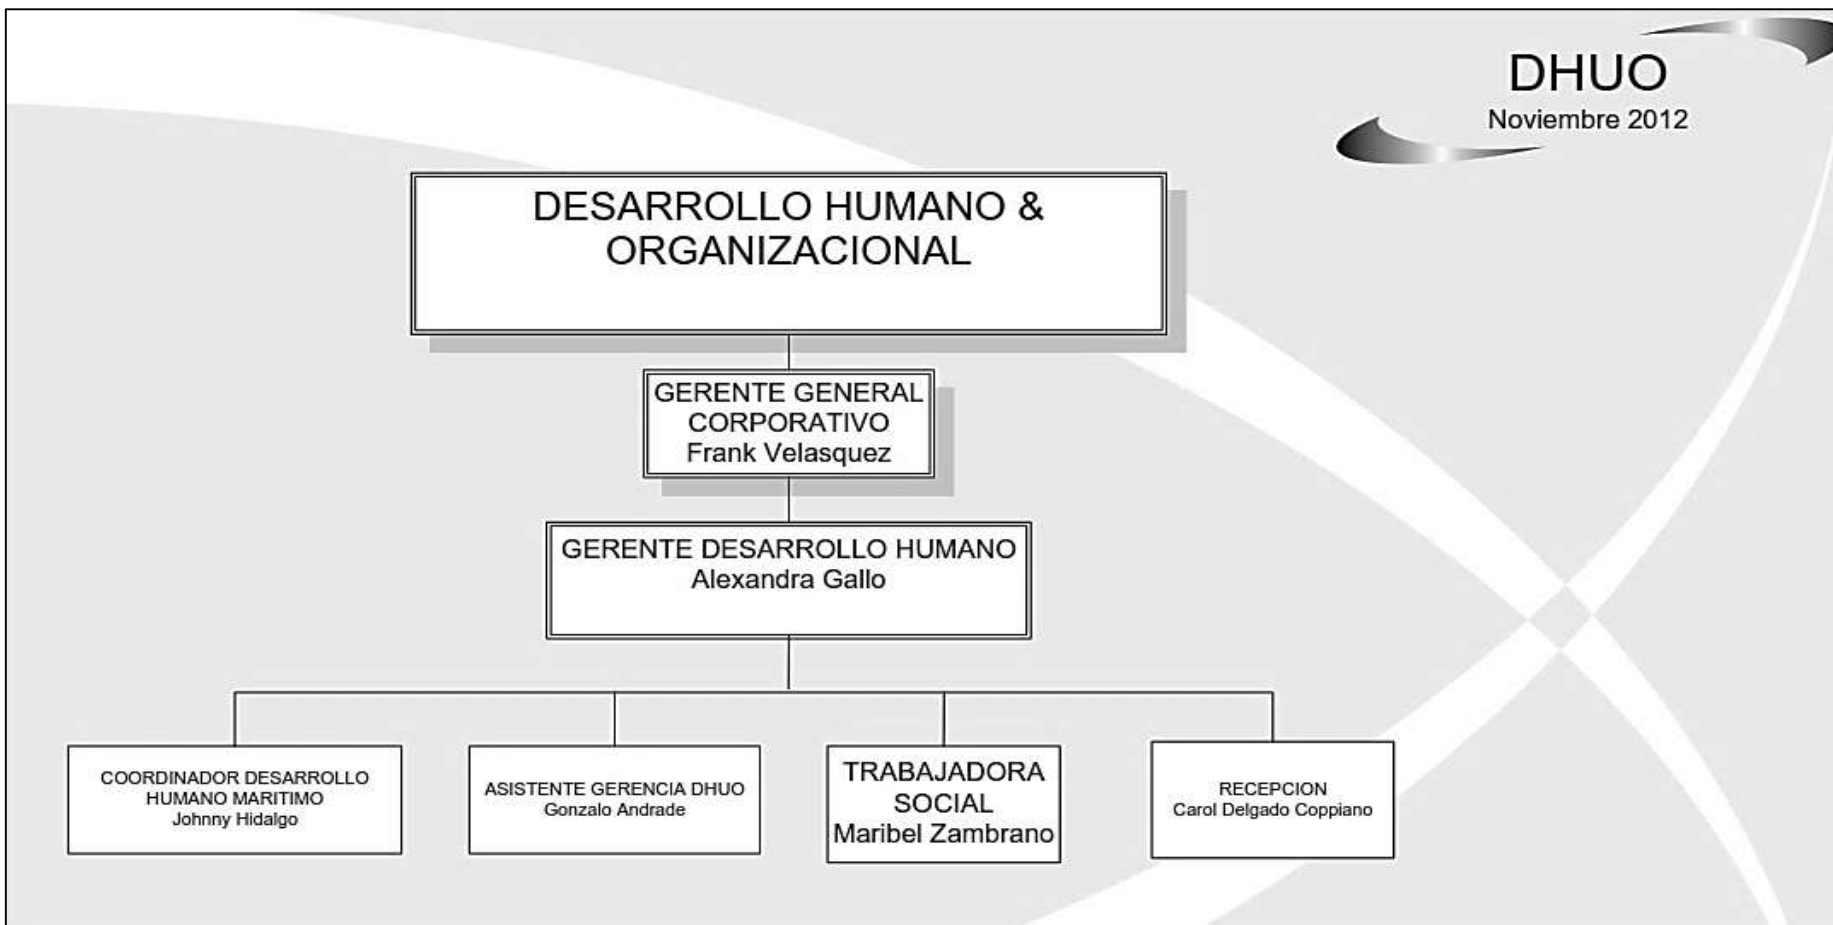 DHUO
Noviembre 2012
DESARROLLO HUMANO &
ORGANIZACIONAL
GERENTE GENERAL
CORPORATIVO
Frank Velasquez
GERENTE DESARROLLO HUMANO
Alexandra Gallo
COORDINADOR DESARROLLO
HUMANO MARITIMO
Johnny Hidalgo
ASISTENTE GERENCIA DHUO
Gonzalo Andrade
TRABAJADORA
SOCIAL
Maribel Zambrano
RECEPCION
Carol Delgado Coppiano